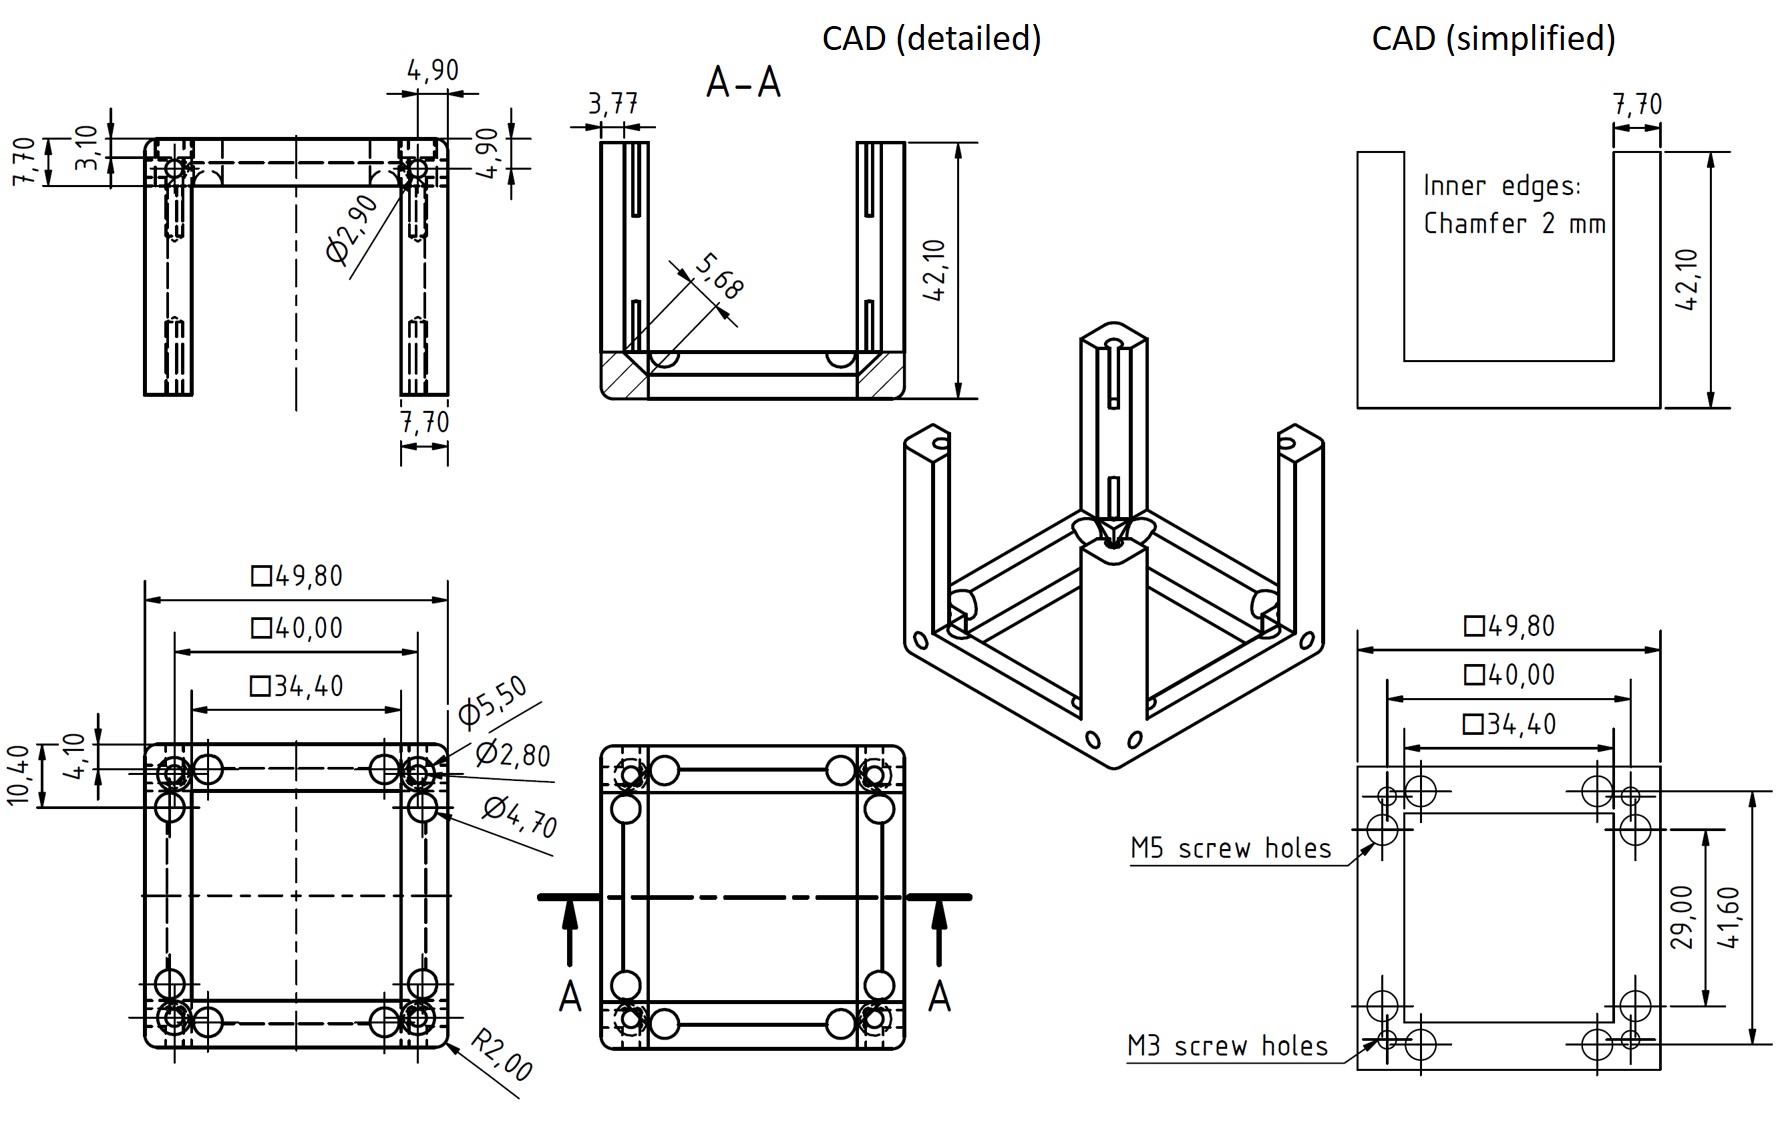 CAD (detailed)
CAD (simplified)
A-A
4,90
3,10
7,70
4,90
Ø2,90
7,70
3,77
5,68
42,10
7,70
Inner edges:
Chamfer 2 mm
42,10
□49,80
□40,00
□34,40
10,40
4,10
Ø5,50
Ø2,80
Ø4,70
R2,00
A
A
□49,80
□40,00
□34,40
M5 screw holes
29,00
41,60
M3 screw holes